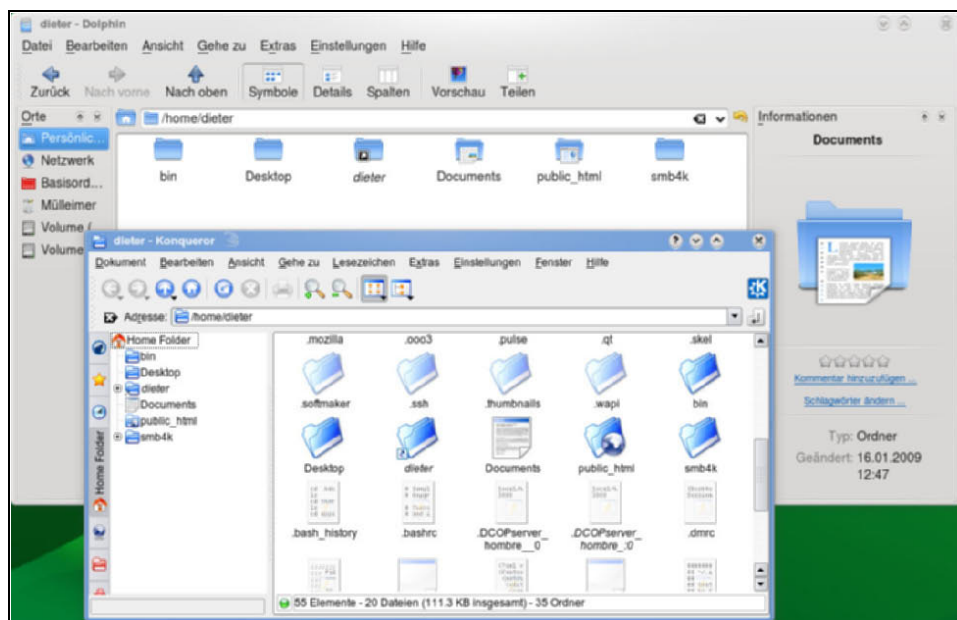 dieter - Dolphin
Datei Bearbeiten Ansicht Gehe zu Extras Einstellungen Hilfe
Zurück Nach vorne Nach oben Symbole Details Spalten Vorschau Teilen
Orte
/home/dieter
Informationen
Persönlic...
Netzwerk
Basisord...
Mülleimer
Volume (
Volume
bin Desktop dieter Documents public_html smb4k
Documents
Kommentar hinzuzufügen ...
Schlagwörter ändern ...
Typ: Ordner
Geändert: 16.01.2009
12:47
dieter - Konqueror
Dokument Bearbeiten Ansicht Gehe zu Lesezeichen Extras Einstellungen Fenster Hilfe
Adresse: /home/dieter
Home Folder
Home Folder
bin
Desktop
dieter
Documents
public_html
smb4k
.mozilla .ooo3 .pulse .qt .skel
.softmaker .ssh .thumbnails .wapi bin
Desktop dieter Documents public_html smb4k
.bash_history .bashrc .DCOPserver_ .DCOPserver_ .dmrc
hombre__0 hombre_:0
55 Elemente - 20 Dateien (111.3 KB insgesamt) - 35 Ordner